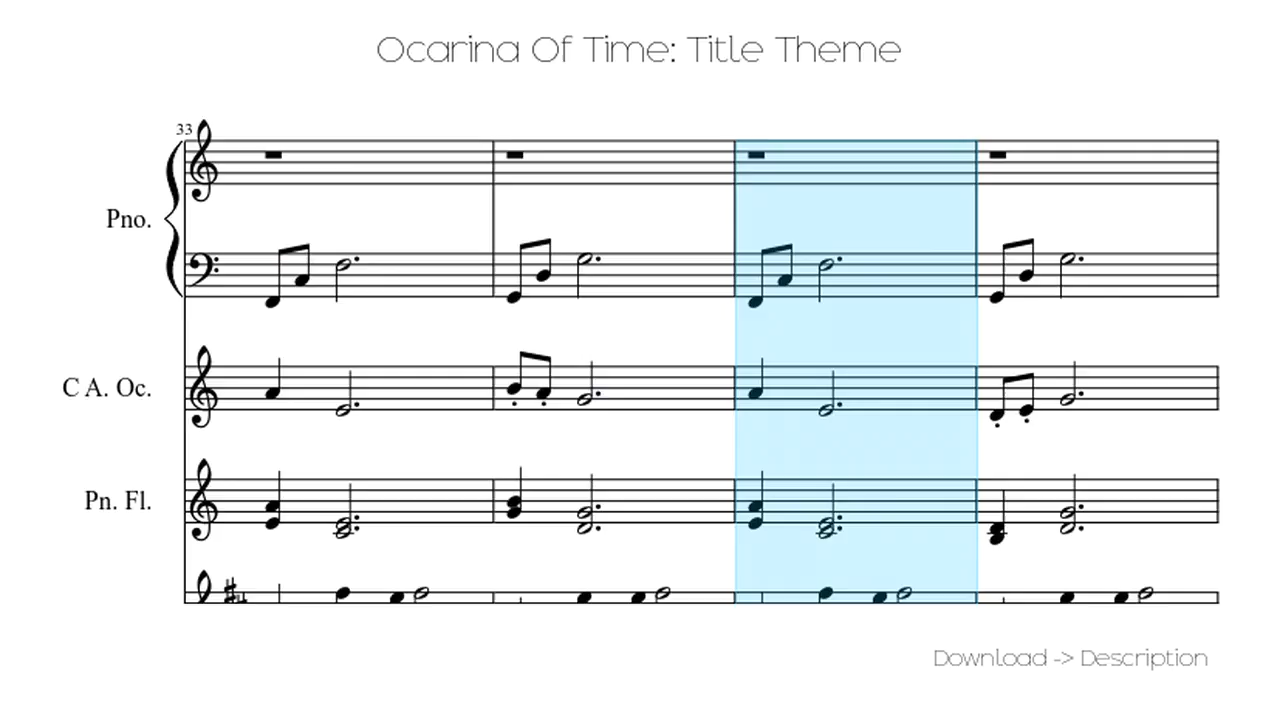 Ocarina Of Time: Title Theme
33
Pno.
C A. Oc.
Pn. Fl.
Download -> Description